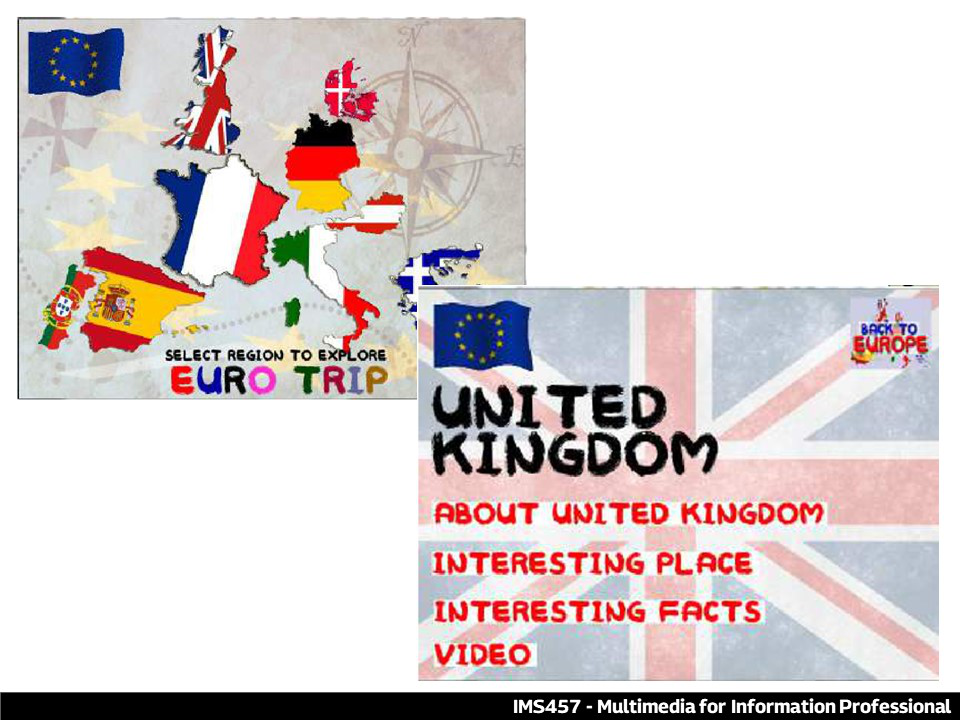 SELECT REGION TO EXPLORE
EURO TRIP
BACK TO
EUROPE
UNITED
KINGDOM
ABOUT UNITED KINGDOM
INTERESTING PLACE
INTERESTING FACTS
VIDEO
IMS457 - Multimedia for Information Professional